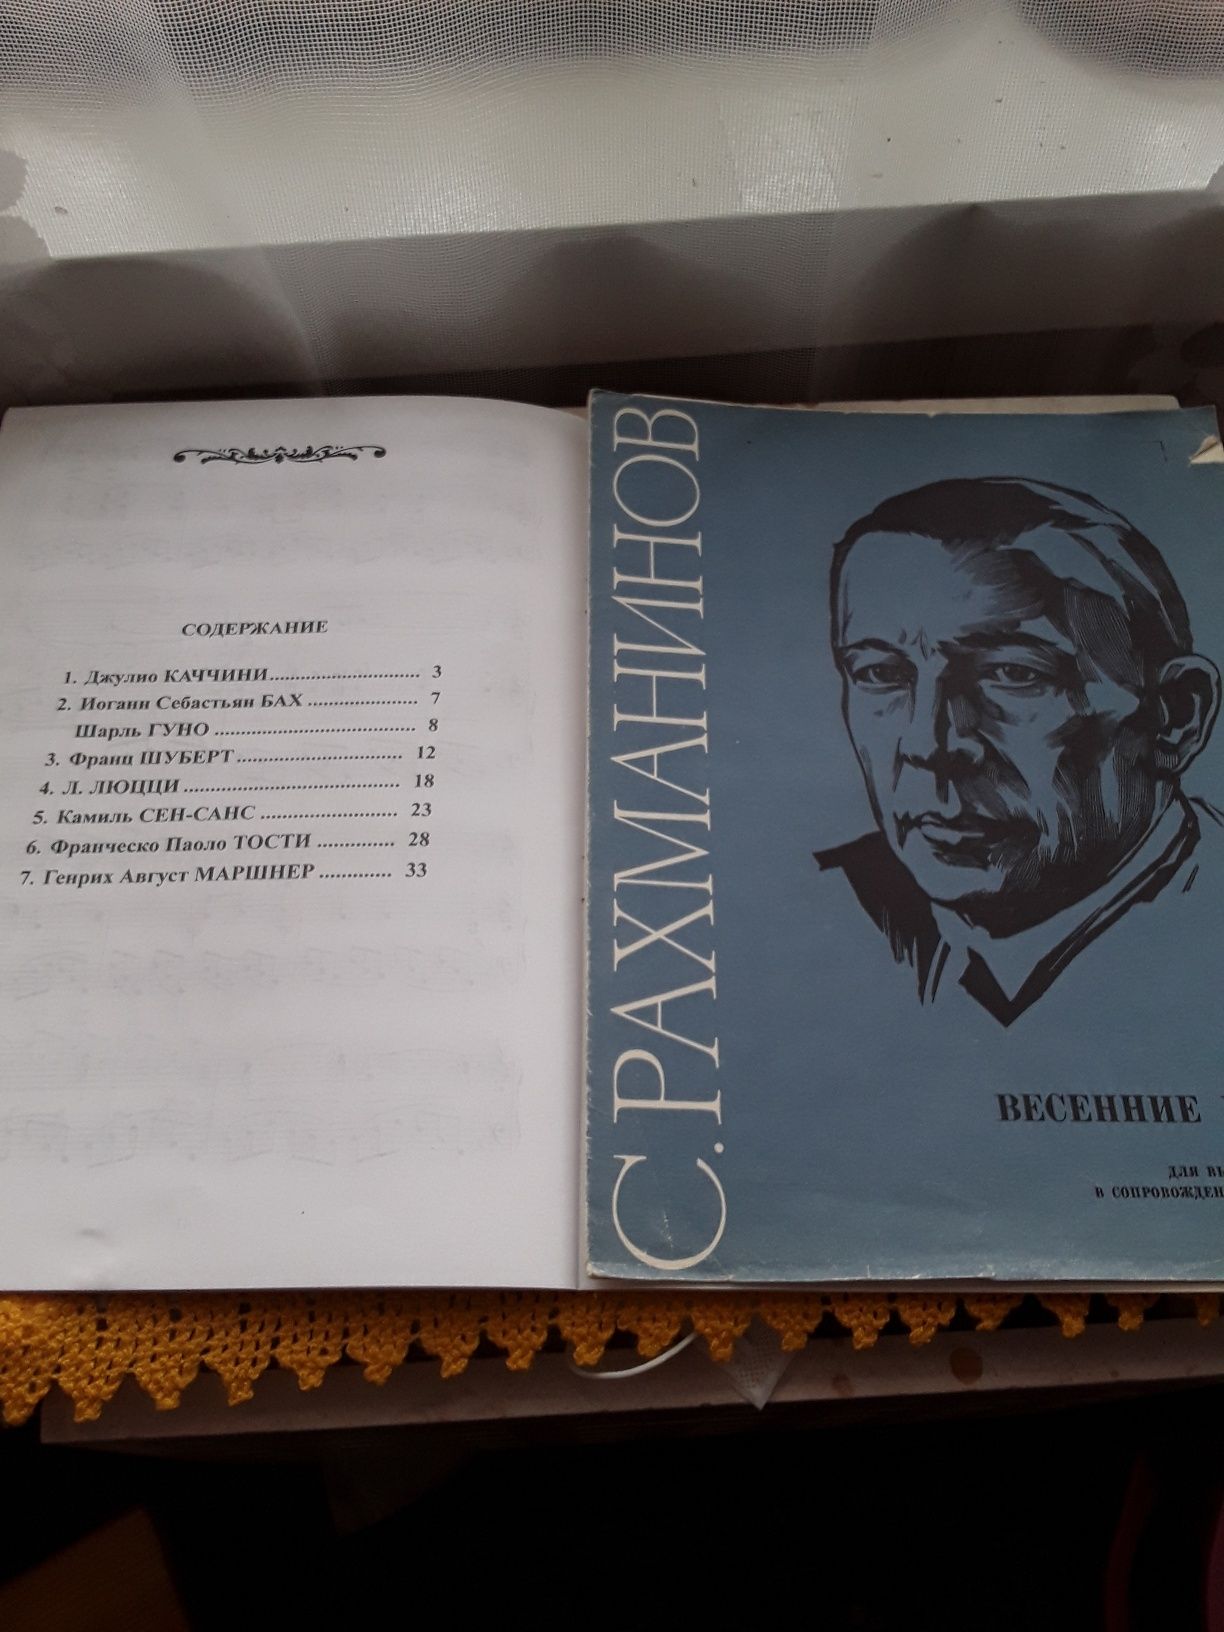 СОДЕРЖАНИЕ
1. Джулио КАЧЧИНИ.............................. 3
2. Иоганн Себастьян БАХ ..................... 7
Шарль ГУНО ........................................ 8
3. Франц ШУБЕРТ ................................. 12
4. Л. ЛЮЦЦИ ........................................... 18
5. Камиль СЕН-САНС ........................... 23
6. Франческо Паоло ТОСТИ ............... 28
7. Генрих Август МАРШНЕР .............. 33
С. РАХМАНИНОВ
ВЕСЕННИЕ
ДЛЯ
В